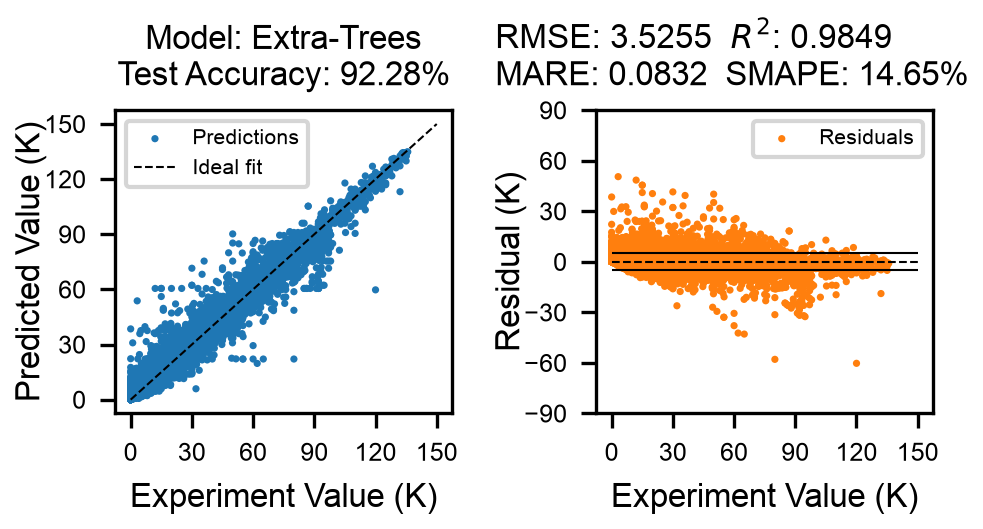 Model: Extra-Trees
Test Accuracy: 92.28%
RMSE: 3.5255 R²: 0.9849
MARE: 0.0832 SMAPE: 14.65%
Predicted Value (K)
150
120
90
60
30
0
Predictions
Ideal fit
0 30 60 90 120 150
Experiment Value (K)
Residual (K)
90
60
30
0
−30
−60
−90
Residuals
0 30 60 90 120 150
Experiment Value (K)